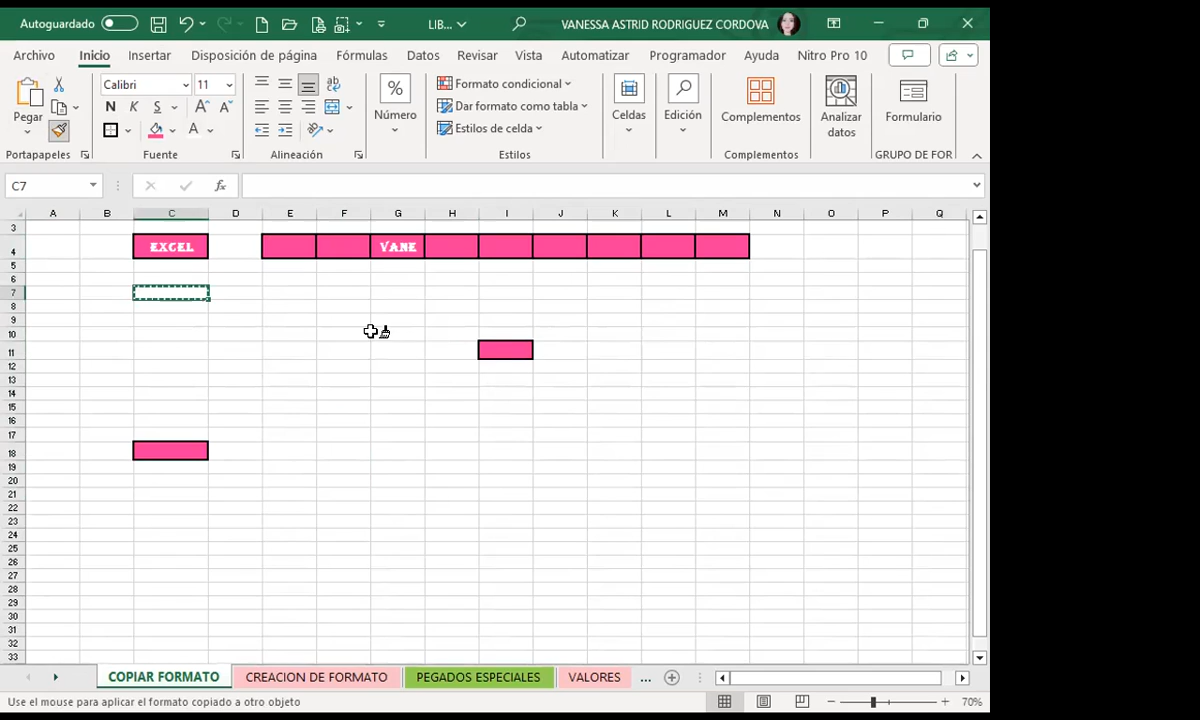 Autoguardado
LIB...
VANESSA ASTRID RODRIGUEZ CORDOVA
Archivo Inicio Insertar Disposición de página Fórmulas Datos Revisar Vista Automatizar Programador Ayuda Nitro Pro 10
Pegar
Calibri 11
N K S A A
A
ab
%
Número
Formato condicional
Dar formato como tabla
Estilos de celda
Celdas
Edición
Complementos
Analizar datos
Formulario
Portapapeles Fuente Alineación Estilos Complementos GRUPO DE FOR
C7 fx
A B C D E F G H I J K L M N O P Q
3
4 EXCEL VANE
5
6
7
8
9
10
11
12
13
14
15
16
17
18
19
20
21
22
23
24
25
26
27
28
29
30
31
32
33
COPIAR FORMATO CREACION DE FORMATO PEGADOS ESPECIALES VALORES ...
Use el mouse para aplicar el formato copiado a otro objeto 70%